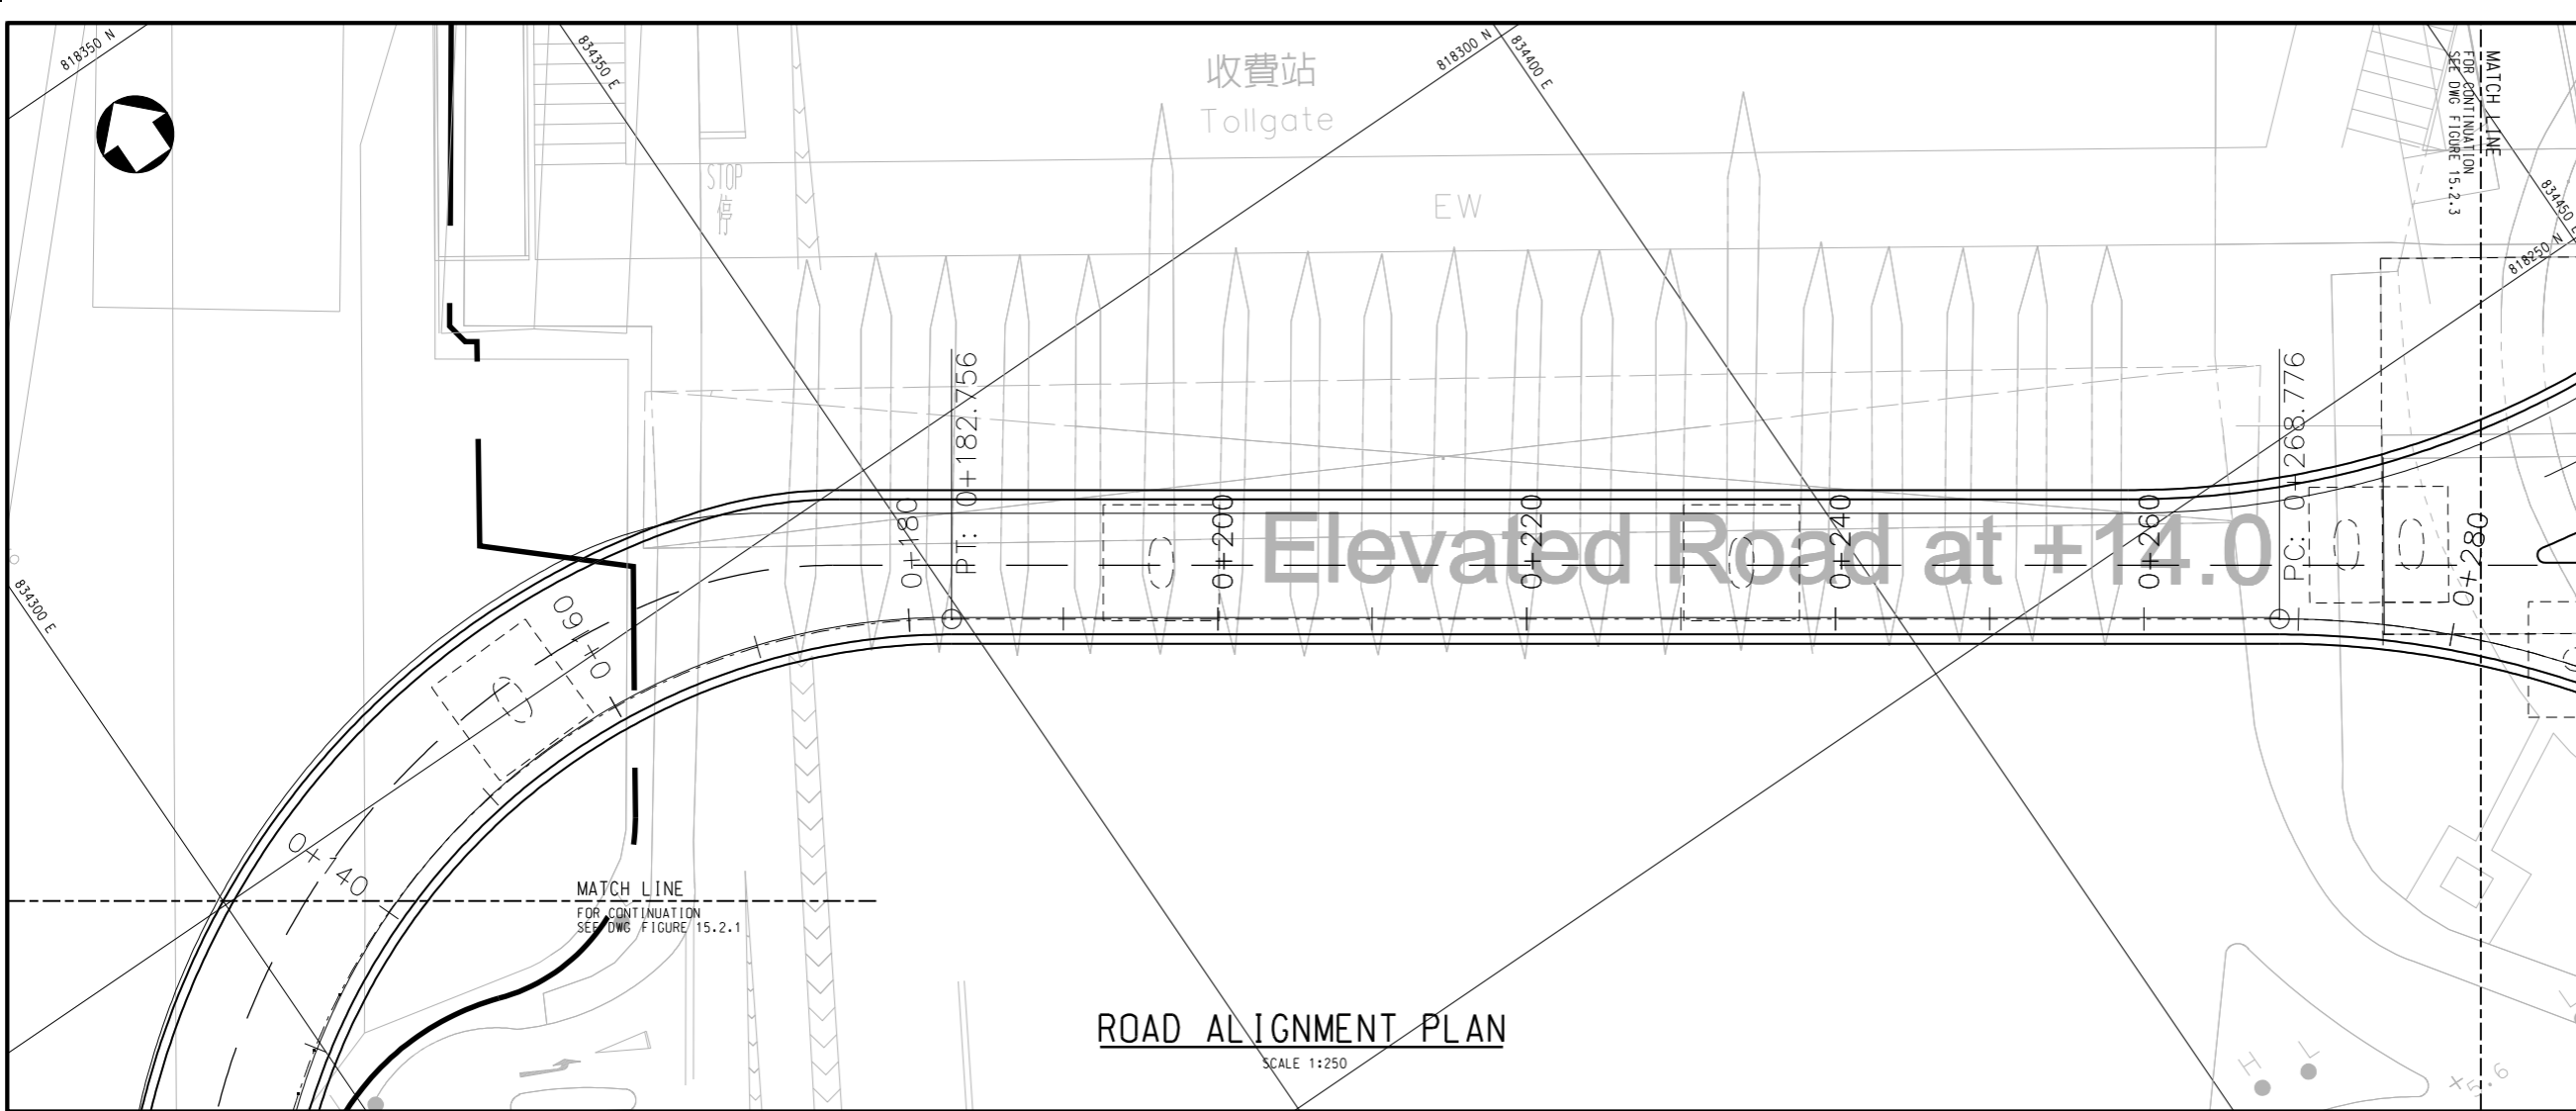 818350 N
834350 E
收費站
Tollgate
818300 N
834400 E
MATCH LINE
FOR CONTINUATION
SEE DWG FIGURE 15.2.3
STOP
停
EW
834450 E
818250 N
PT: 0+182.756
PC: 0+268.776
0+180
0+200
0+220
0+240
0+260
0+280
Elevated Road at +14.0
834300 E
0+160
0+140
MATCH LINE
FOR CONTINUATION
SEE DWG FIGURE 15.2.1
ROAD ALIGNMENT PLAN
SCALE 1:250
H
L
5.6